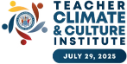 TEACHER
CLIMATE
& CULTURE
INSTITUTE
JULY 29, 2025